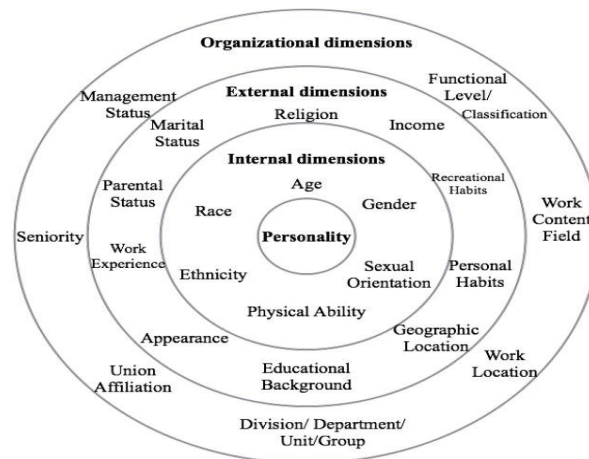 Organizational dimensions
Functional
Level/
Classification
Management
Status
External dimensions
Religion
Income
Marital
Status
Internal dimensions
Age
Recreational
Habits
Parental
Status
Race
Gender
Work
Content
Field
Seniority
Personality
Work
Experience
Ethnicity
Sexual
Orientation
Personal
Habits
Physical Ability
Appearance
Geographic
Location
Work
Location
Union
Affiliation
Educational
Background
Division/ Department/
Unit/Group